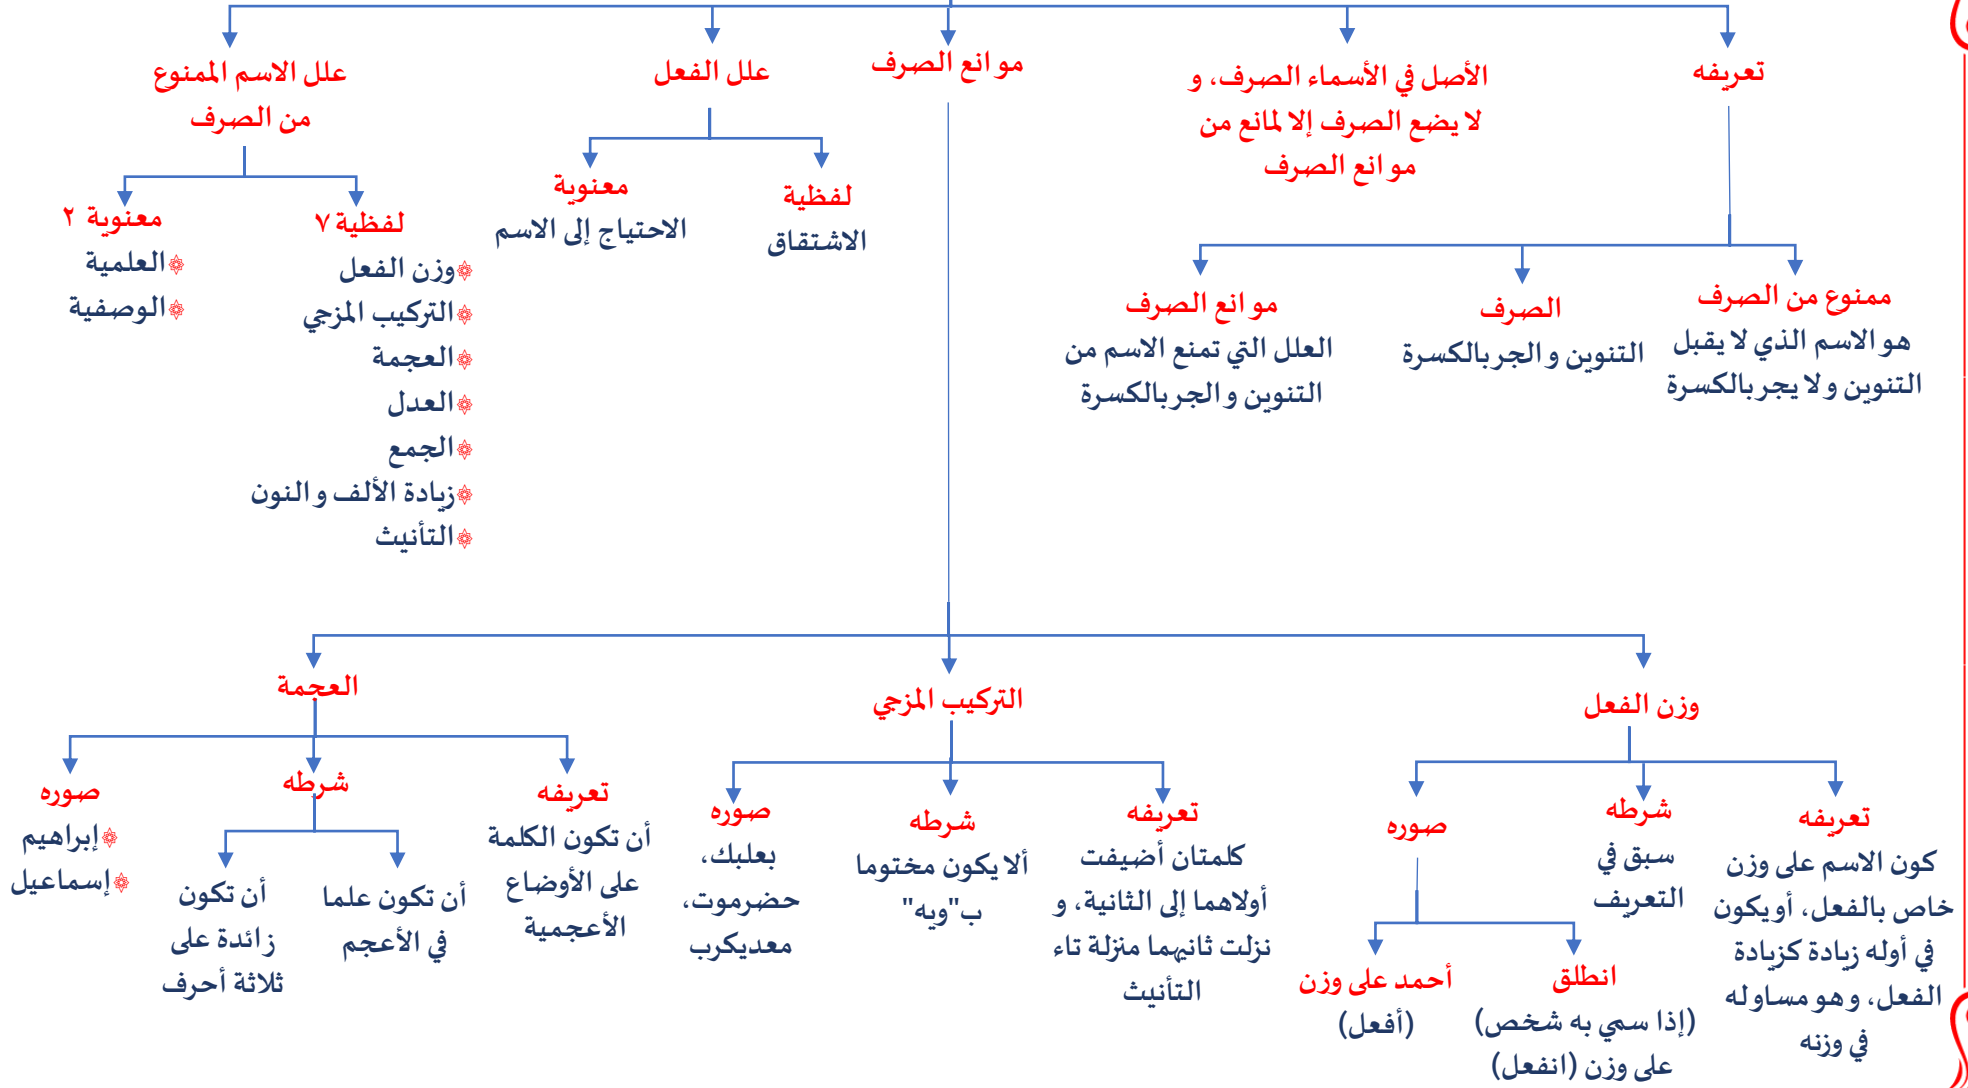 تعريفه
الأصل في الأسماء الصرف، و
لا يضع الصرف إلا لمانع من
موانع الصرف
موانع الصرف
علل الفعل
علل الاسم الممنوع
من الصرف
ممنوع من الصرف
هو الاسم الذي لا يقبل
التنوين ولا يجر بالكسرة
الصرف
التنوين و الجر بالكسرة
موانع الصرف
العلل التي تمنع الاسم من
التنوين و الجر بالكسرة
لفظية
الاشتقاق
معنوية
الاحتياج إلى الاسم
لفظية ٧
وزن الفعل
التركيب المزجي
العجمة
العدل
الجمع
زيادة الألف و النون
التأنيث
معنوية ٢
العلمية
الوصفية
وزن الفعل
تعريفه
كون الاسم على وزن
خاص بالفعل، أو يكون
في أوله زيادة كزيادة
الفعل، وهو مساو له
في وزنه
شرطه
سبق في
التعريف
صوره
انطلق
(إذا سمي به شخص)
على وزن (انفعل)
أحمد على وزن
(أفعل)
التركيب المزجي
تعريفه
كلمتان أضيفت
أولاهما إلى الثانية، و
نزلت ثانيهما منزلة تاء
التأنيث
شرطه
ألا يكون مختوما
ب"ويه"
صوره
بعلبك،
حضرموت،
معديكرب
العجمة
تعريفه
أن تكون الكلمة
على الأوضاع
الأعجمية
شرطه
أن تكون علما
في الأعجم
أن تكون
زائدة على
ثلاثة أحرف
صوره
إبراهيم
إسماعيل